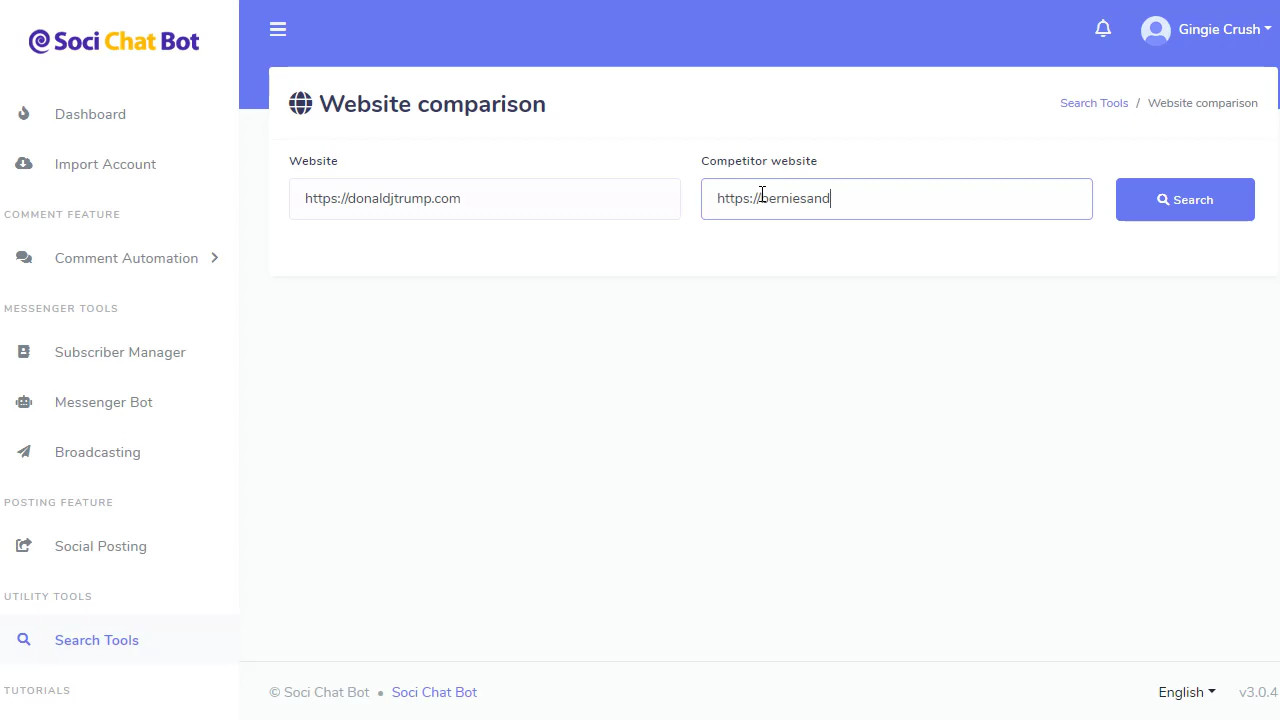 Soci Chat Bot
Gingie Crush
Dashboard
Import Account
COMMENT FEATURE
Comment Automation
MESSENGER TOOLS
Subscriber Manager
Messenger Bot
Broadcasting
POSTING FEATURE
Social Posting
UTILITY TOOLS
Search Tools
TUTORIALS
Website comparison
Search Tools / Website comparison
Website
Competitor website
https://donaldjtrump.com
https://berniesand
Search
© Soci Chat Bot • Soci Chat Bot
English
v3.0.4